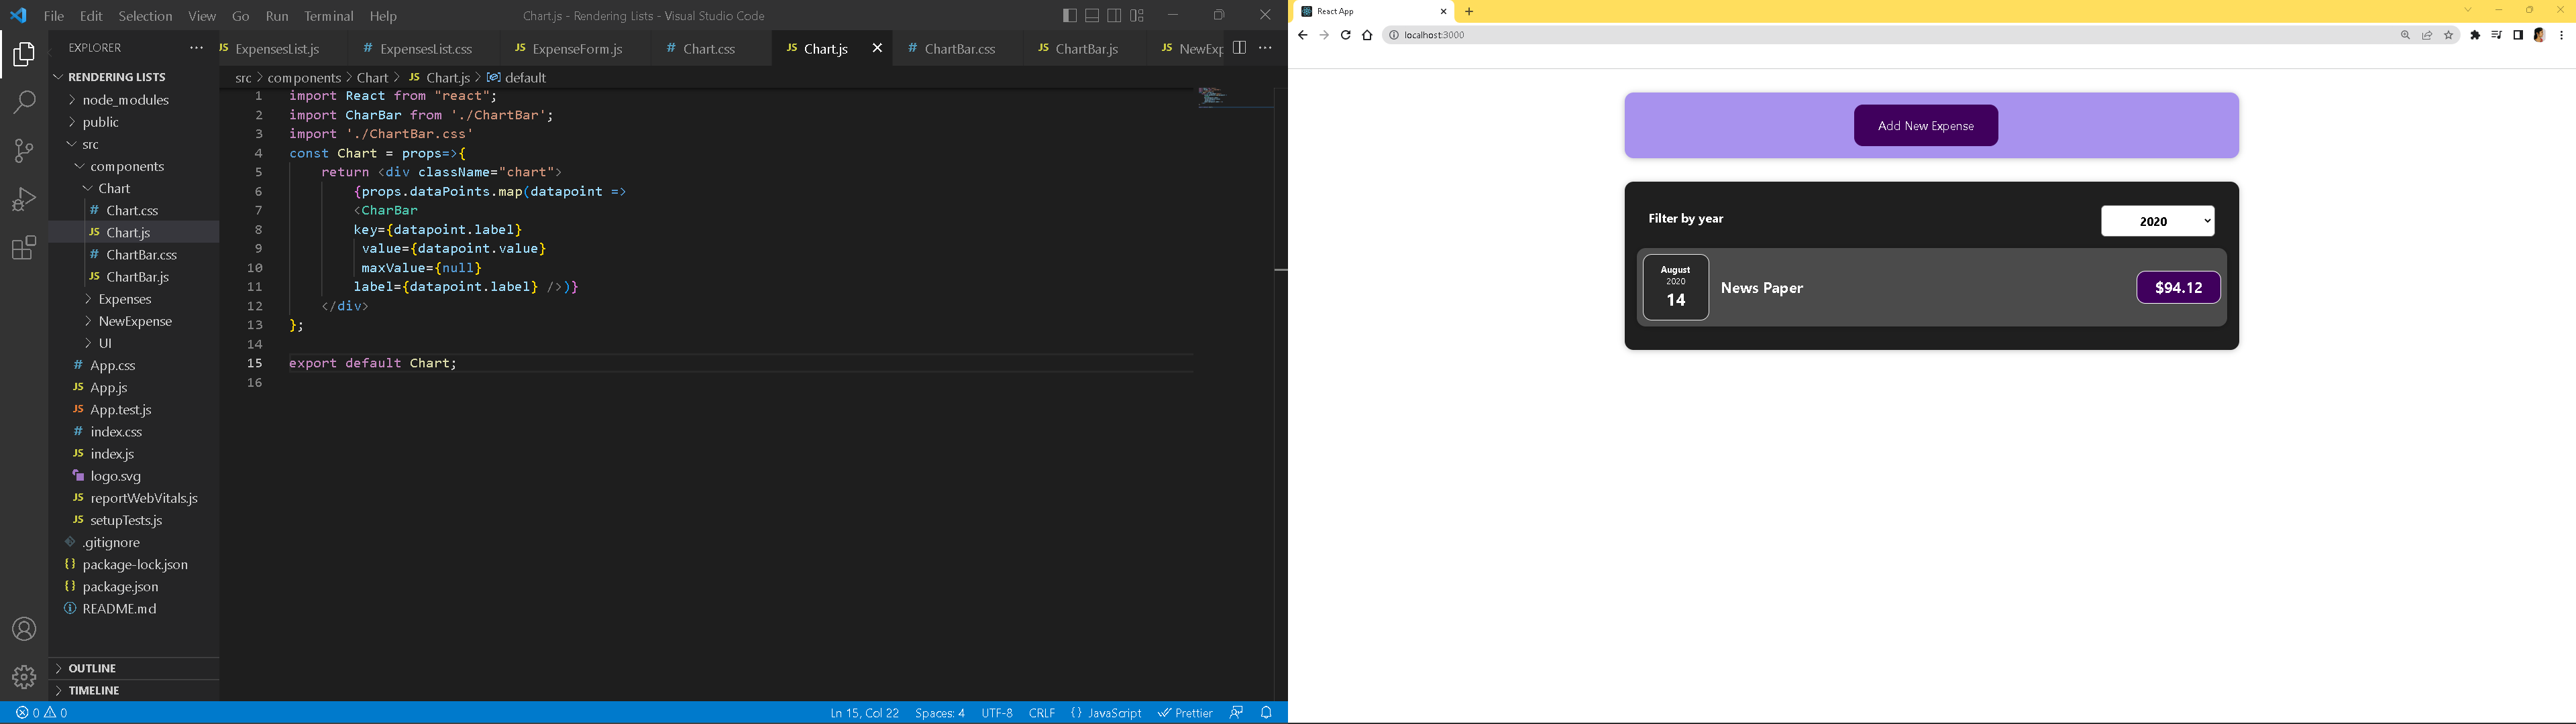 File Edit Selection View Go Run Terminal Help
Chart.js - Rendering Lists - Visual Studio Code
EXPLORER
RENDERING LISTS
node_modules
public
src
components
Chart
# Chart.css
JS Chart.js
# ChartBar.css
JS ChartBar.js
Expenses
NewExpense
UI
# App.css
JS App.js
JS App.test.js
# index.css
JS index.js
logo.svg
JS reportWebVitals.js
JS setupTests.js
.gitignore
{} package-lock.json
{} package.json
README.md
OUTLINE
TIMELINE
JS ExpensesList.js # ExpensesList.css JS ExpenseForm.js # Chart.css JS Chart.js # ChartBar.css JS ChartBar.js JS NewExp
src > components > Chart > JS Chart.js > default
1 import React from "react";
2 import CharBar from './ChartBar';
3 import './ChartBar.css'
4 const Chart = props=>{
5 return <div className="chart">
6 {props.dataPoints.map(datapoint =>
7 <CharBar
8 key={datapoint.label}
9 value={datapoint.value}
10 maxValue={null}
11 label={datapoint.label} />)}
12 </div>
13 };
14
15 export default Chart;
16
0 0
Ln 15, Col 22 Spaces: 4 UTF-8 CRLF {} JavaScript Prettier
React App
localhost:3000
Add New Expense
Filter by year
2020
August
2020
14
News Paper
$94.12